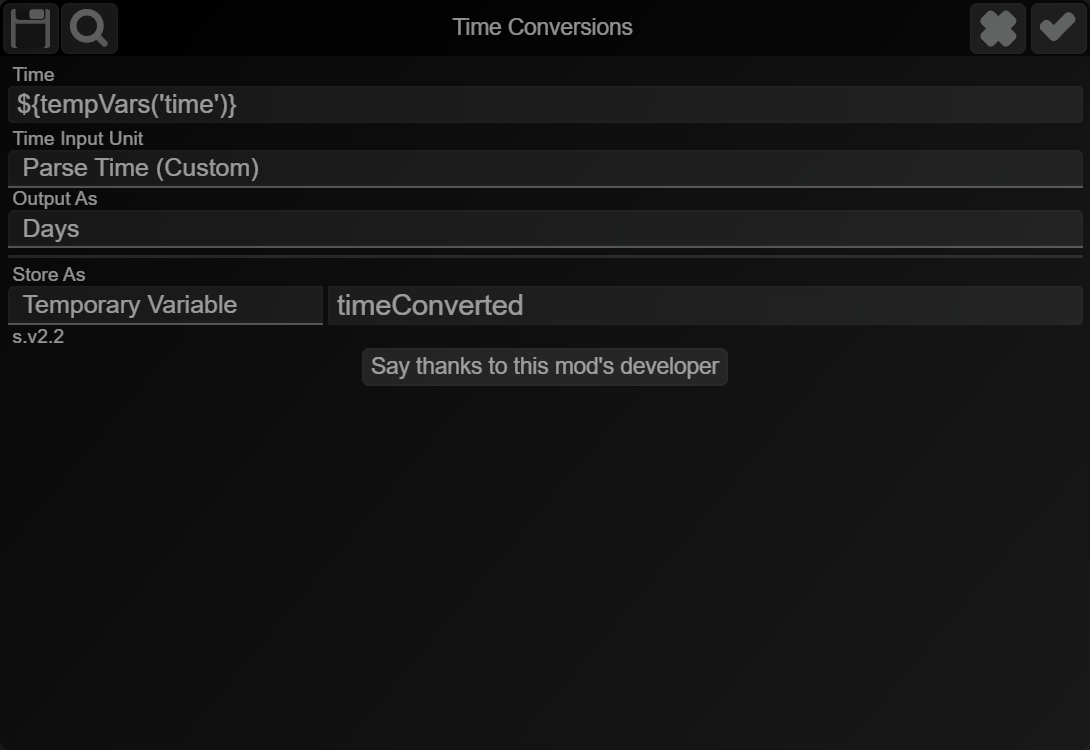 Time Conversions
Time
${tempVars('time')}
Time Input Unit
Parse Time (Custom)
Output As
Days
Store As
Temporary Variable timeConverted
s.v2.2
Say thanks to this mod's developer